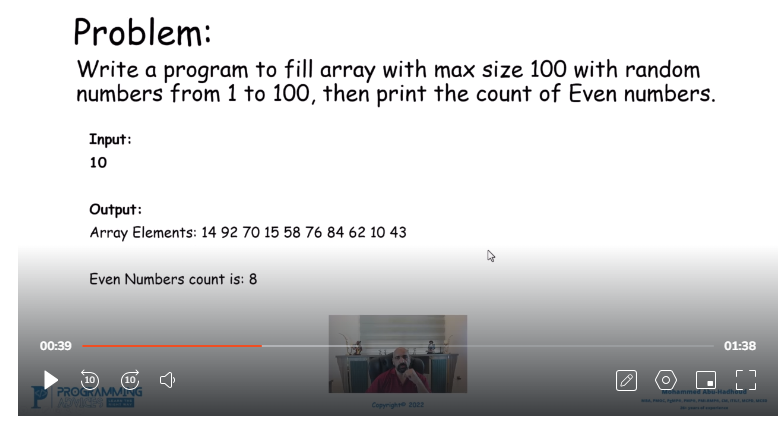 Problem:
Write a program to fill array with max size 100 with random
numbers from 1 to 100, then print the count of Even numbers.
Input:
10
Output:
Array Elements: 14 92 70 15 58 76 84 62 10 43
Even Numbers count is: 8
00:39
01:38
10
10
PROGRAMMING
ADVICES
Mohammed Abu-Hadhoud
Copyright© 2022